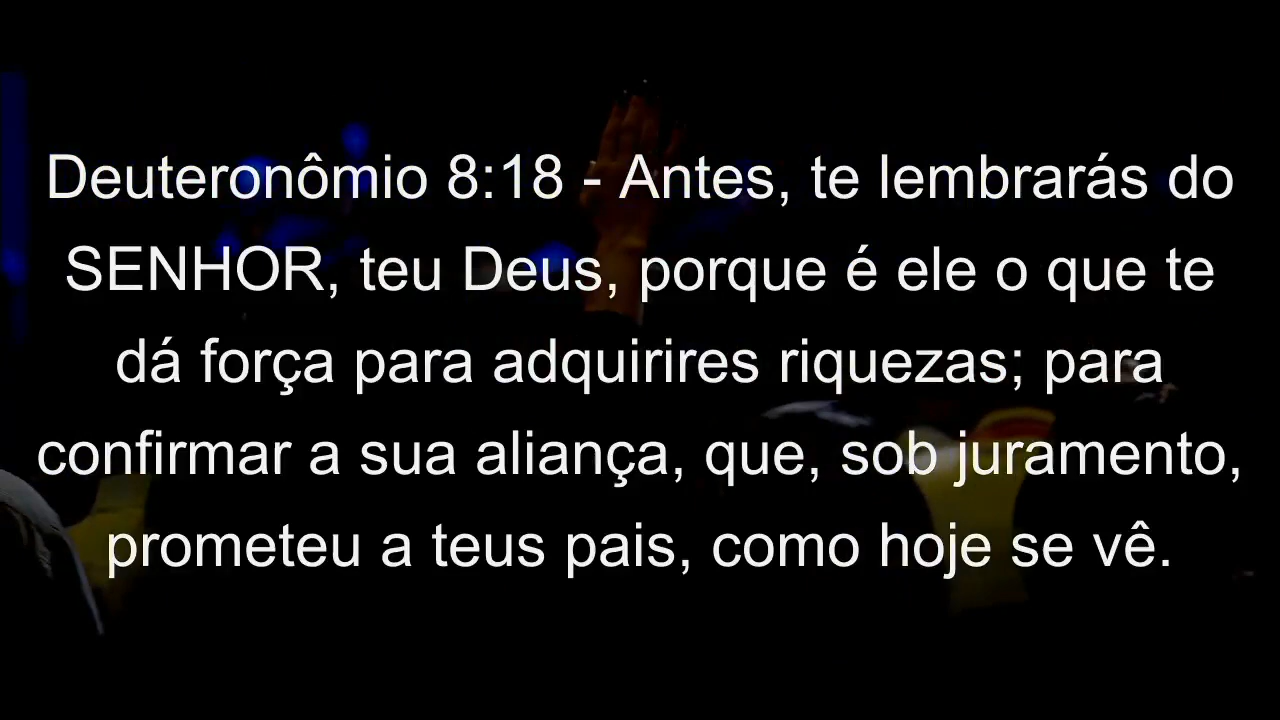 Deuteronômio 8:18 - Antes, te lembrarás do
SENHOR, teu Deus, porque é ele o que te
dá força para adquirires riquezas; para
confirmar a sua aliança, que, sob juramento,
prometeu a teus pais, como hoje se vê.